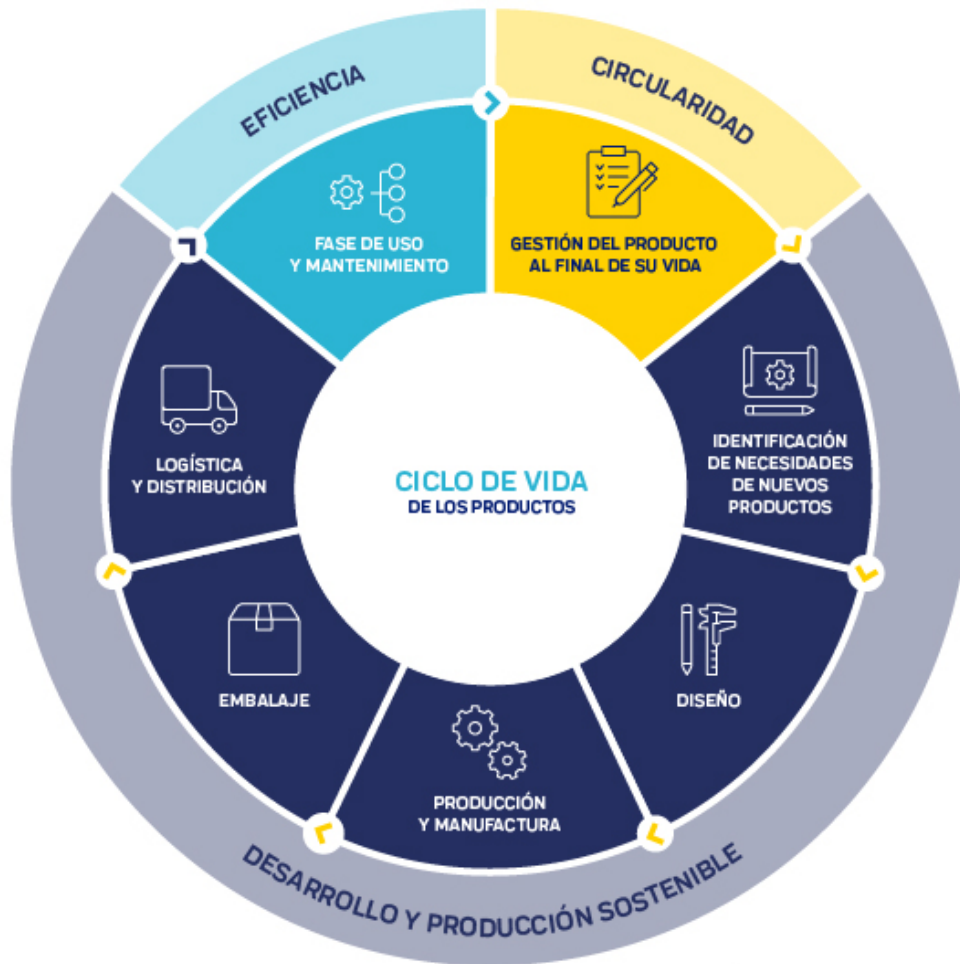 EFICIENCIA
CIRCULARIDAD
FASE DE USO
Y MANTENIMIENTO
GESTIÓN DEL PRODUCTO
AL FINAL DE SU VIDA
LOGÍSTICA
Y DISTRIBUCIÓN
IDENTIFICACIÓN
DE NECESIDADES
DE NUEVOS
PRODUCTOS
CICLO DE VIDA
DE LOS PRODUCTOS
EMBALAJE
DISEÑO
PRODUCCIÓN
Y MANUFACTURA
DESARROLLO Y PRODUCCIÓN SOSTENIBLE